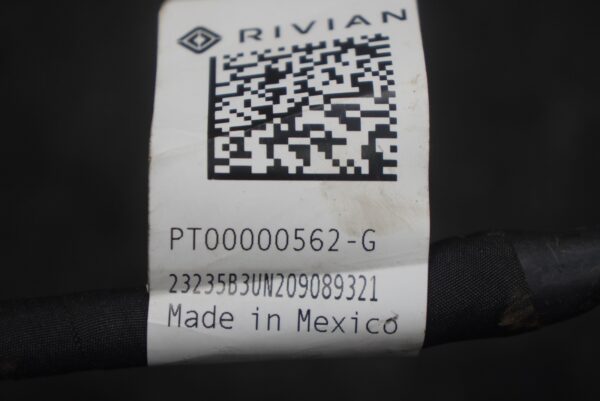 RIVIAN
PT00000562-G
23235B3UN209089321
Made in Mexico